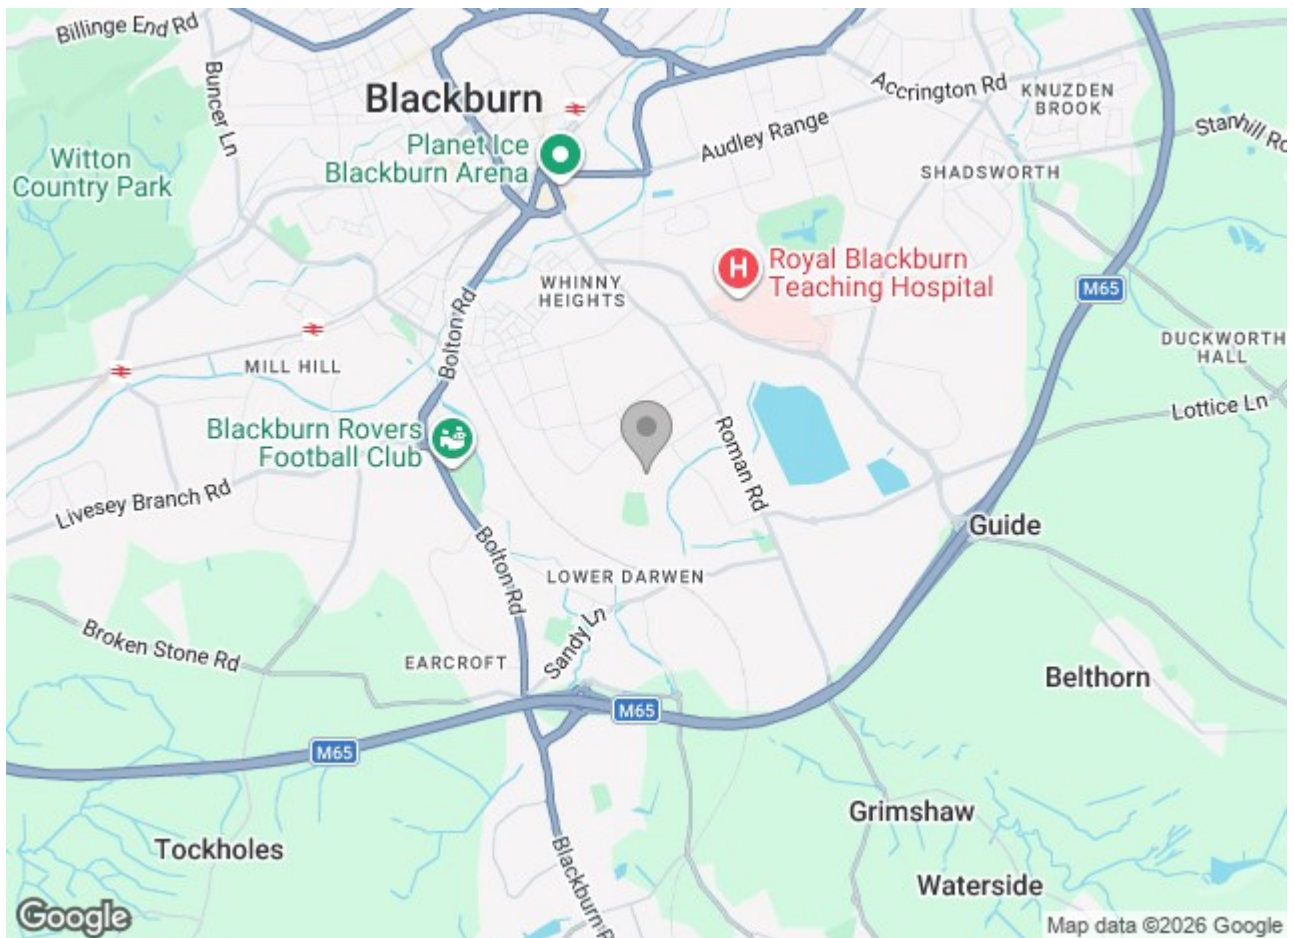 Billinge End Rd
Buncer Ln
Blackburn
Accrington Rd
KNUZDEN
BROOK
Stanhill Ro
Audley Range
Planet Ice
Blackburn Arena
Witton
Country Park
SHADSWORTH
WHINNY
HEIGHTS
H
Royal Blackburn
Teaching Hospital
M65
Bolton Rd
MILL HILL
DUCKWORTH
HALL
Lottice Ln
Blackburn Rovers
Football Club
Roman Rd
Livesey Branch Rd
Guide
Bolton Rd
LOWER DARWEN
Sandy Ln
Broken Stone Rd
EARCROFT
Belthorn
M65
M65
Grimshaw
Tockholes
Blackburn R
Waterside
Google
Map data ©2026 Google